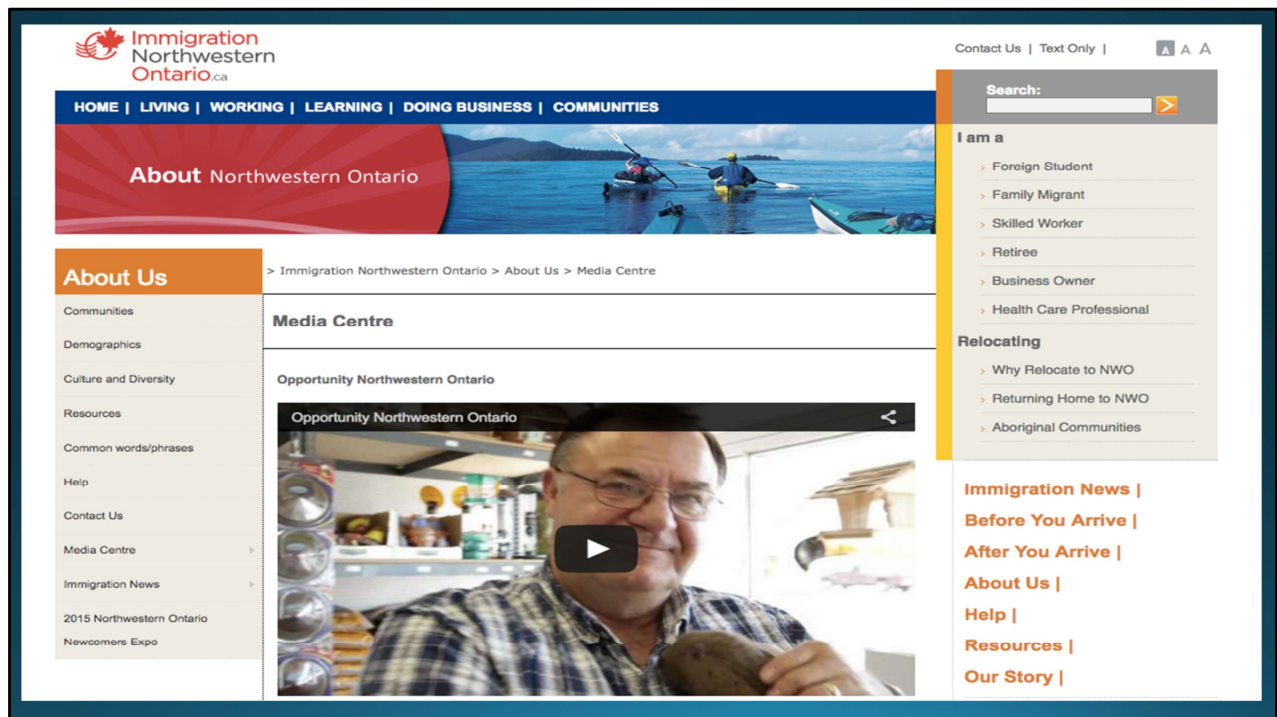 Immigration
Northwestern
Ontario.ca
Contact Us | Text Only | A A A
HOME | LIVING | WORKING | LEARNING | DOING BUSINESS | COMMUNITIES
Search:
About Northwestern Ontario
I am a
> Foreign Student
> Family Migrant
> Skilled Worker
> Retiree
> Business Owner
> Health Care Professional
Relocating
> Why Relocate to NWO
> Returning Home to NWO
> Aboriginal Communities
About Us
Communities
Demographics
Culture and Diversity
Resources
Common words/phrases
Help
Contact Us
Media Centre
Immigration News
2015 Northwestern Ontario
Newcomers Expo
> Immigration Northwestern Ontario > About Us > Media Centre
Media Centre
Opportunity Northwestern Ontario
Opportunity Northwestern Ontario
Immigration News |
Before You Arrive |
After You Arrive |
About Us |
Help |
Resources |
Our Story |